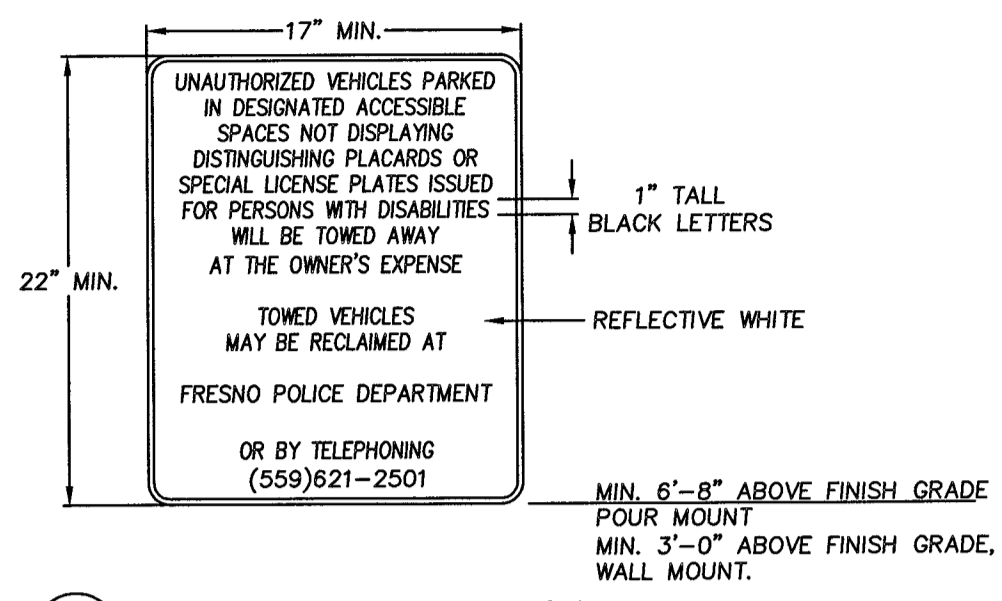 17" MIN.
UNAUTHORIZED VEHICLES PARKED
IN DESIGNATED ACCESSIBLE
SPACES NOT DISPLAYING
DISTINGUISHING PLACARDS OR
SPECIAL LICENSE PLATES ISSUED
FOR PERSONS WITH DISABILITIES
WILL BE TOWED AWAY
AT THE OWNER'S EXPENSE
1" TALL
BLACK LETTERS
22" MIN.
TOWED VEHICLES
MAY BE RECLAIMED AT
REFLECTIVE WHITE
FRESNO POLICE DEPARTMENT
OR BY TELEPHONING
(559)621-2501
MIN. 6'-8" ABOVE FINISH GRADE
POUR MOUNT
MIN. 3'-0" ABOVE FINISH GRADE,
WALL MOUNT.